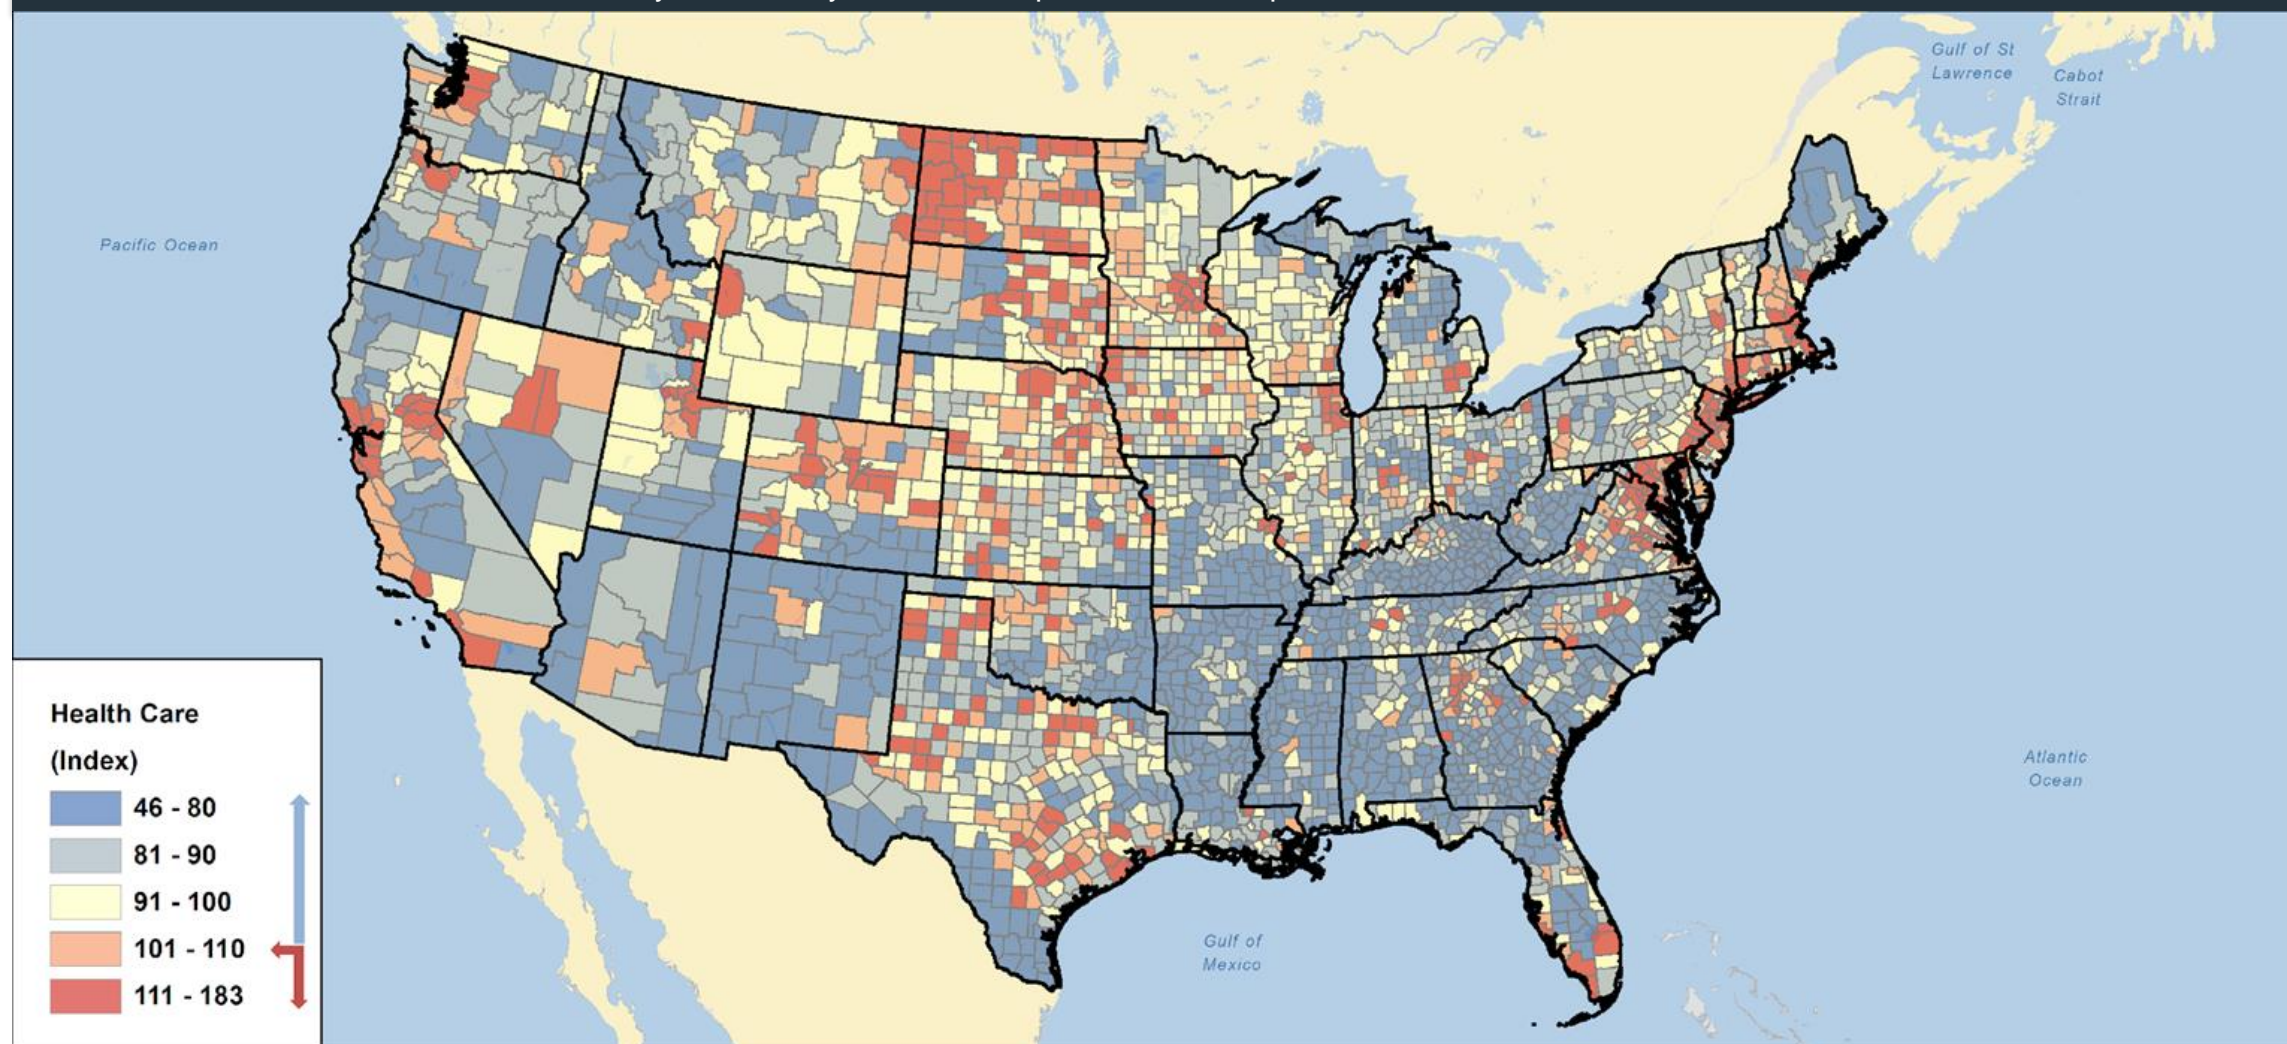 Gulf of St
Lawrence
Cabot
Strait
Pacific Ocean
Health Care
(Index)
46 - 80
81 - 90
91 - 100
101 - 110
111 - 183
Atlantic
Ocean
Gulf of
Mexico